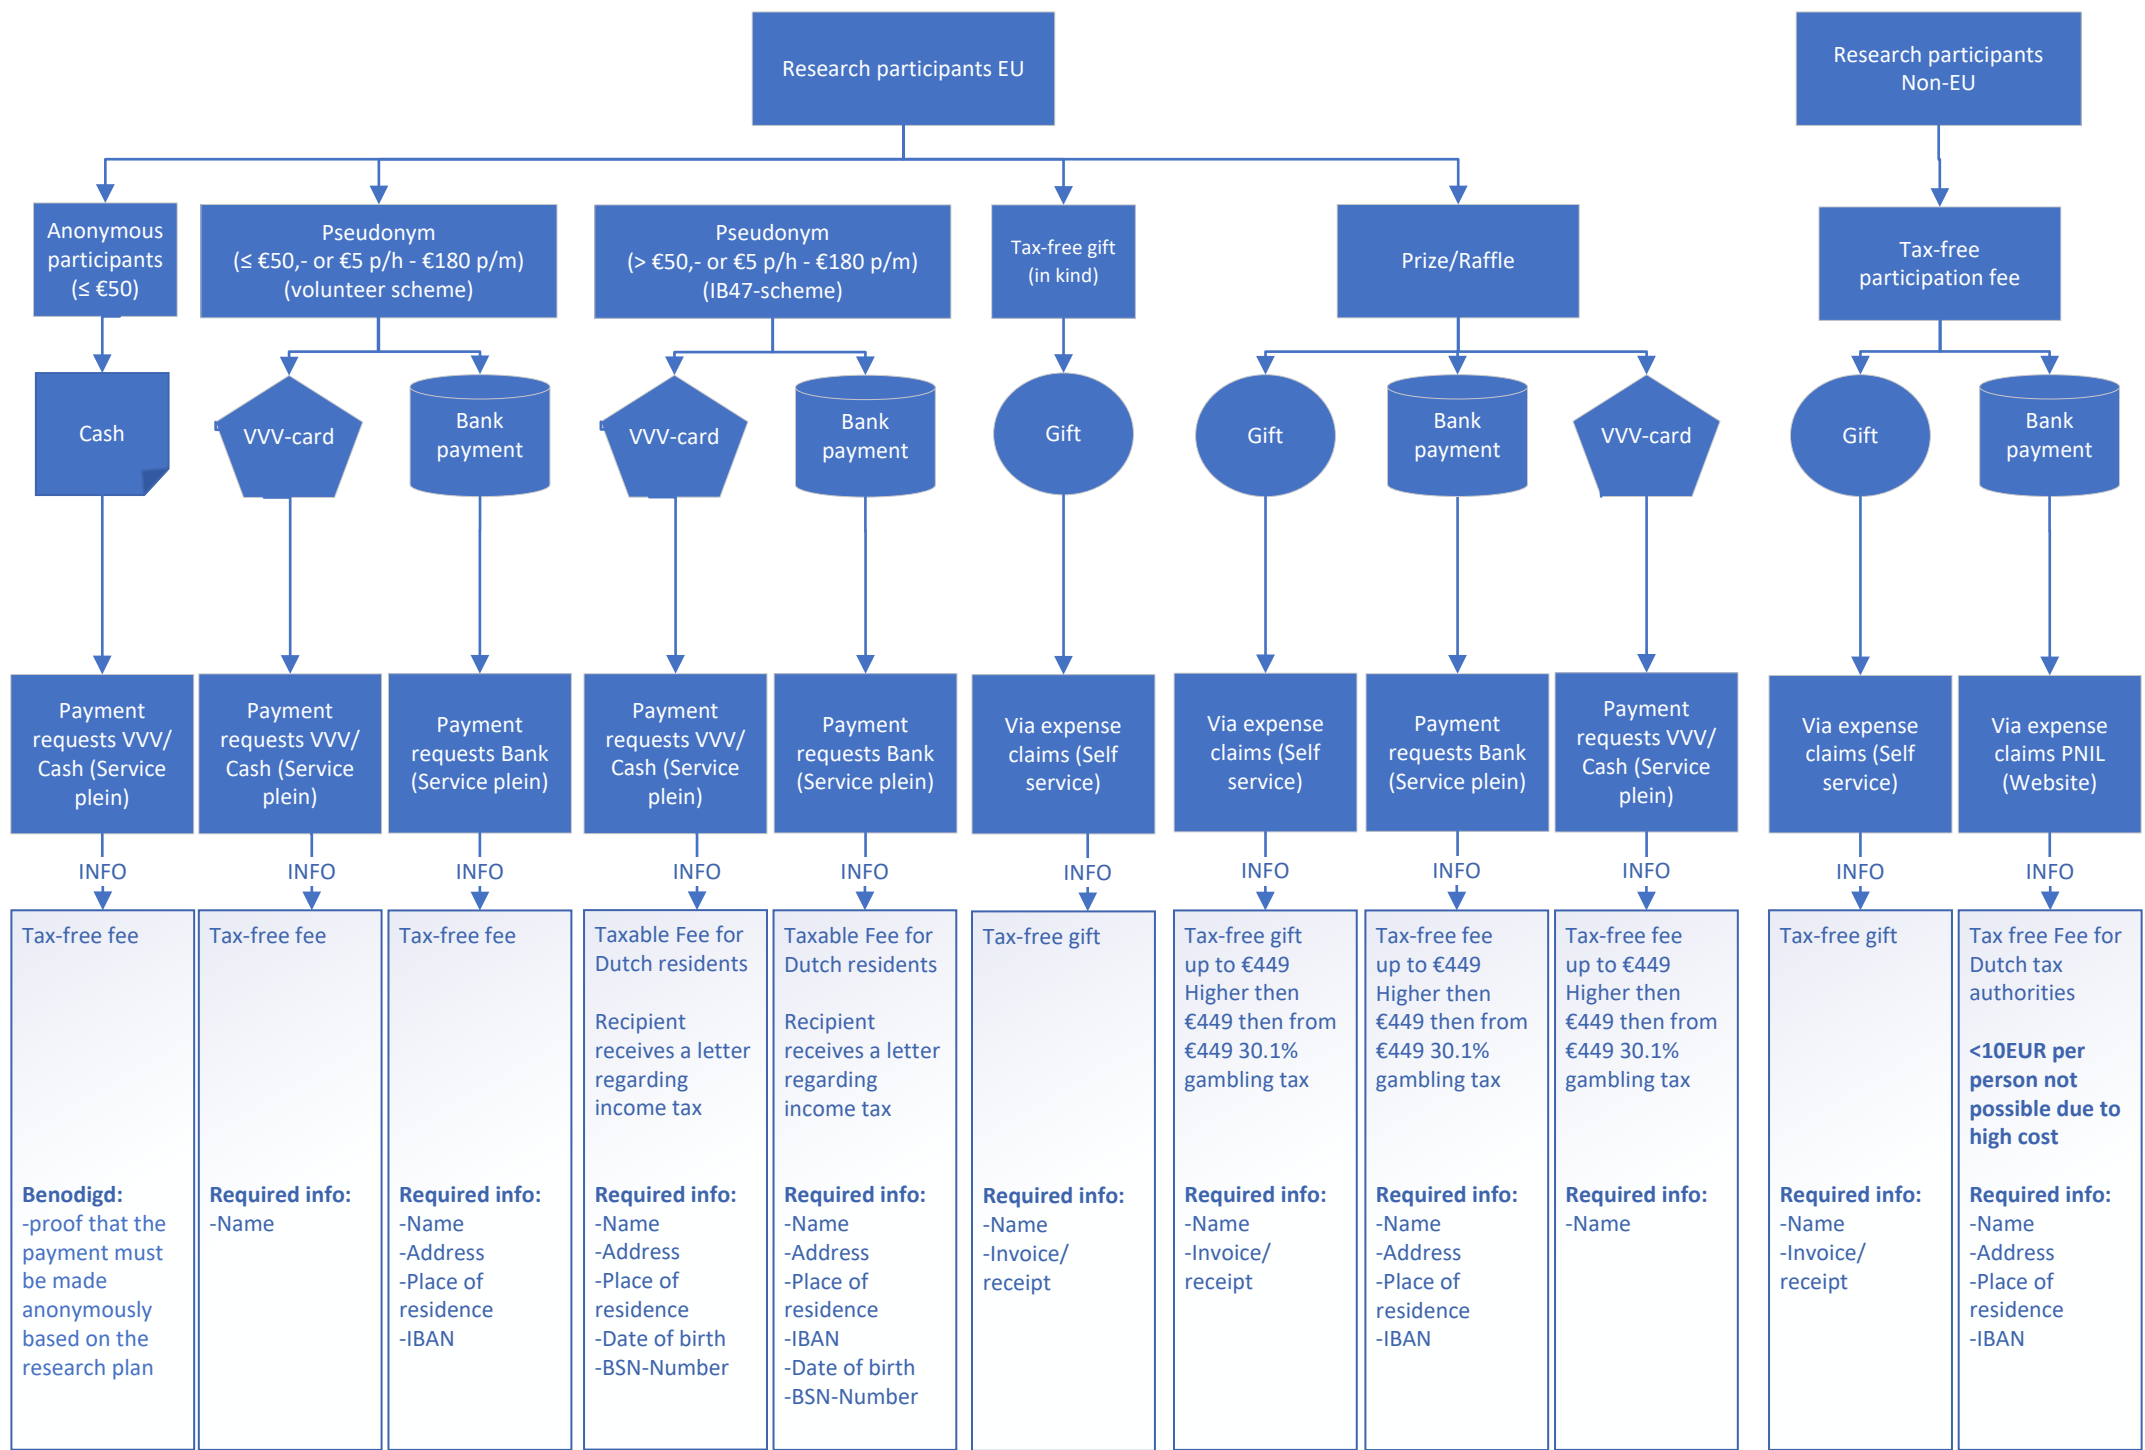 Research participants EU
Research participants
Non-EU
Anonymous
participants
(≤ €50)
Pseudonym
(≤ €50,- or €5 p/h - €180 p/m)
(volunteer scheme)
Pseudonym
(> €50,- or €5 p/h - €180 p/m)
(IB47-scheme)
Tax-free gift
(in kind)
Prize/Raffle
Tax-free
participation fee
Cash
VVV-card
Bank
payment
VVV-card
Bank
payment
Gift
Gift
Bank
payment
VVV-card
Gift
Bank
payment
Payment
requests VVV/
Cash (Service
plein)
Payment
requests VVV/
Cash (Service
plein)
Payment
requests Bank
(Service plein)
Payment
requests VVV/
Cash (Service
plein)
Payment
requests Bank
(Service plein)
Via expense
claims (Self
service)
Via expense
claims (Self
service)
Payment
requests Bank
(Service plein)
Payment
requests VVV/
Cash (Service
plein)
Via expense
claims (Self
service)
Via expense
claims PNIL
(Website)
INFO
INFO
INFO
INFO
INFO
INFO
INFO
INFO
INFO
INFO
INFO
Tax-free fee
Benodigd:
-proof that the
payment must
be made
anonymously
based on the
research plan
Tax-free fee
Required info:
-Name
Tax-free fee
Required info:
-Name
-Address
-Place of
residence
-IBAN
Taxable Fee for
Dutch residents
Recipient
receives a letter
regarding
income tax
Required info:
-Name
-Address
-Place of
residence
-Date of birth
-BSN-Number
Taxable Fee for
Dutch residents
Recipient
receives a letter
regarding
income tax
Required info:
-Name
-Address
-Place of
residence
-IBAN
-Date of birth
-BSN-Number
Tax-free gift
Required info:
-Name
-Invoice/
receipt
Tax-free gift
up to €449
Higher then
€449 then from
€449 30.1%
gambling tax
Required info:
-Name
-Invoice/
receipt
Tax-free fee
up to €449
Higher then
€449 then from
€449 30.1%
gambling tax
Required info:
-Name
-Address
-Place of
residence
-IBAN
Tax-free fee
up to €449
Higher then
€449 then from
€449 30.1%
gambling tax
Required info:
-Name
Tax-free gift
Required info:
-Name
-Invoice/
receipt
Tax free Fee for
Dutch tax
authorities
<10EUR per
person not
possible due to
high cost
Required info:
-Name
-Address
-Place of
residence
-IBAN